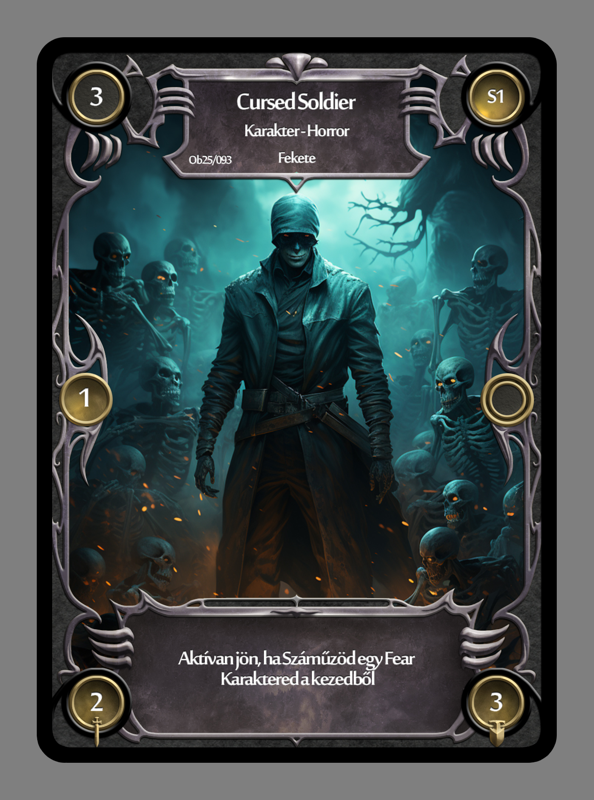 3
S1
Cursed Soldier
Karakter - Horror
Ob25/093
Fekete
1
Aktívan jön, ha Száműzöd egy Fear
Karaktered a kezedből
2
3